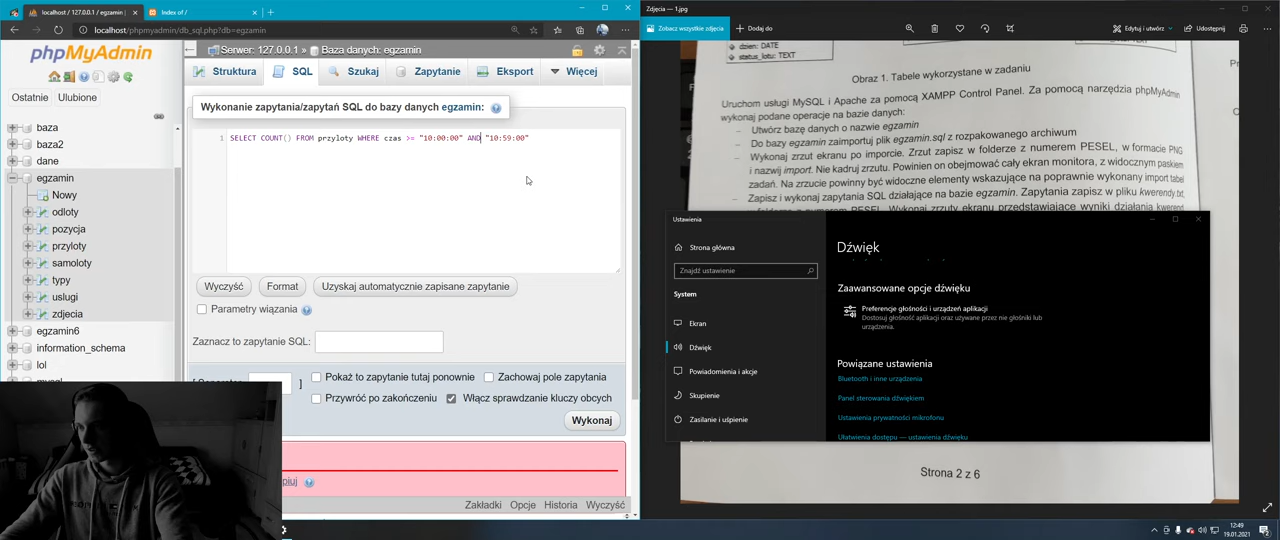 localhost / 127.0.0.1 / egzamin |
Index of /
localhost/phpmyadmin/db_sql.php?db=egzamin
phpMyAdmin
Ostatnie
Ulubione
baza
baza2
dane
egzamin
Nowy
odloty
pozycja
przyloty
samoloty
typy
uslugi
zdjecia
egzamin6
information_schema
lol
mysql
Serwer: 127.0.0.1 » Baza danych: egzamin
Struktura
SQL
Szukaj
Zapytanie
Eksport
Więcej
Wykonanie zapytania/zapytań SQL do bazy danych egzamin:
1 SELECT COUNT() FROM przyloty WHERE czas >= "10:00:00" AND "10:59:00"
Wyczyść
Format
Uzyskaj automatycznie zapisane zapytanie
Parametry wiązania
Zaznacz to zapytanie SQL:
]
Pokaż to zapytanie tutaj ponownie
Zachowaj pole zapytania
Przywróć po zakończeniu
Włącz sprawdzanie kluczy obcych
Wykonaj
Zakładki
Opcje
Historia
Wyczyść
Zdjęcia — 1.jpg
Zobacz wszystkie zdjęcia
Dodaj do
Edytuj i utwórz
Udostępnij
dzien: DATE
status_lotu: TEXT
Obraz 1. Tabele wykorzystane w zadaniu
Uruchom usługi MySQL i Apache za pomocą XAMPP Control Panel. Za pomocą narzędzia phpMyAdmin
wykonaj podane operacje na bazie danych:
– Utwórz bazę danych o nazwie egzamin
– Do bazy egzamin zaimportuj plik egzamin.sql z rozpakowanego archiwum
– Wykonaj zrzut ekranu po imporcie. Zrzut zapisz w folderze z numerem PESEL, w formacie PNG
i nazwij import. Nie kadruj zrzutu. Powinien on obejmować cały ekran monitora, z widocznym paskiem
zadań. Na zrzucie powinny być widoczne elementy wskazujące na poprawnie wykonany import tabel
– Zapisz i wykonaj zapytania SQL działające na bazie egzamin. Zapytania zapisz w pliku kwerendy.txt,
Ustawienia
Strona główna
Znajdź ustawienie
System
Ekran
Dźwięk
Powiadomienia i akcje
Skupienie
Zasilanie i uśpienie
Dźwięk
Zaawansowane opcje dźwięku
Preferencje głośności i urządzeń aplikacji
Dostosuj głośność aplikacji oraz używane przez nie głośniki lub
urządzenia.
Powiązane ustawienia
Bluetooth i inne urządzenia
Panel sterowania dźwiękiem
Ustawienia prywatności mikrofonu
Ułatwienia dostępu — ustawienia dźwięku
Strona 2 z 6
12:49
19.01.2021